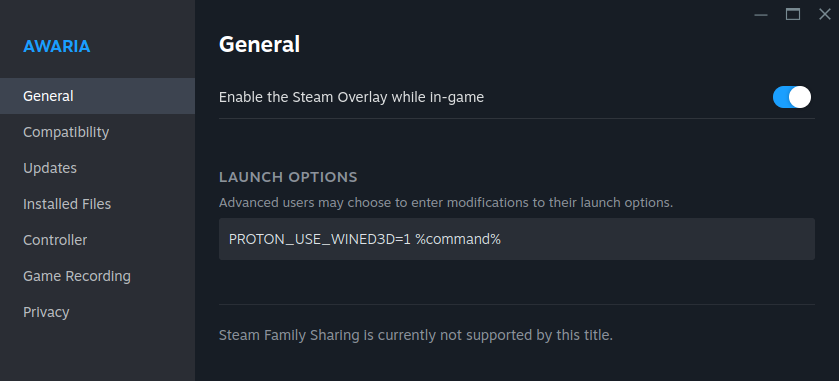 AWARIA
General
Compatibility
Updates
Installed Files
Controller
Game Recording
Privacy
General
Enable the Steam Overlay while in-game
LAUNCH OPTIONS
Advanced users may choose to enter modifications to their launch options.
PROTON_USE_WINED3D=1 %command%
Steam Family Sharing is currently not supported by this title.